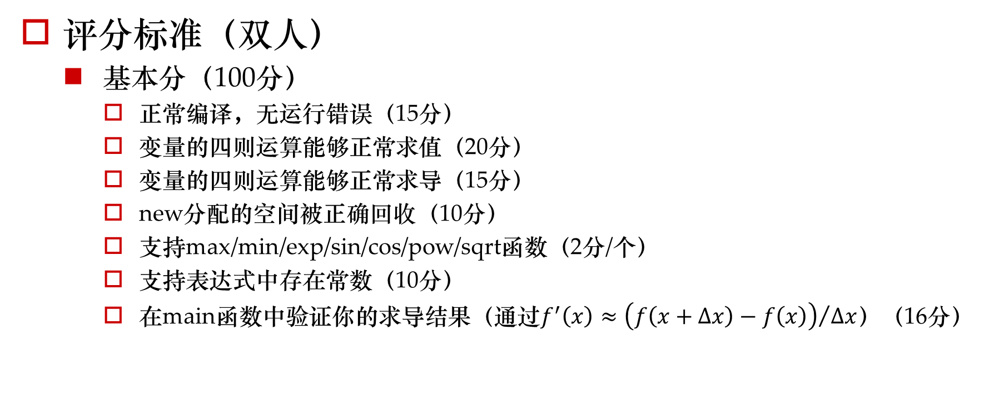 评分标准（双人）
基本分（100分）
正常编译，无运行错误（15分）
变量的四则运算能够正常求值（20分）
变量的四则运算能够正常求导（15分）
new分配的空间被正确回收（10分）
支持max/min/exp/sin/cos/pow/sqrt函数（2分/个）
支持表达式中存在常数（10分）
在main函数中验证你的求导结果（通过f′(x) ≈ (f(x + Δx) − f(x))/Δx）（16分）